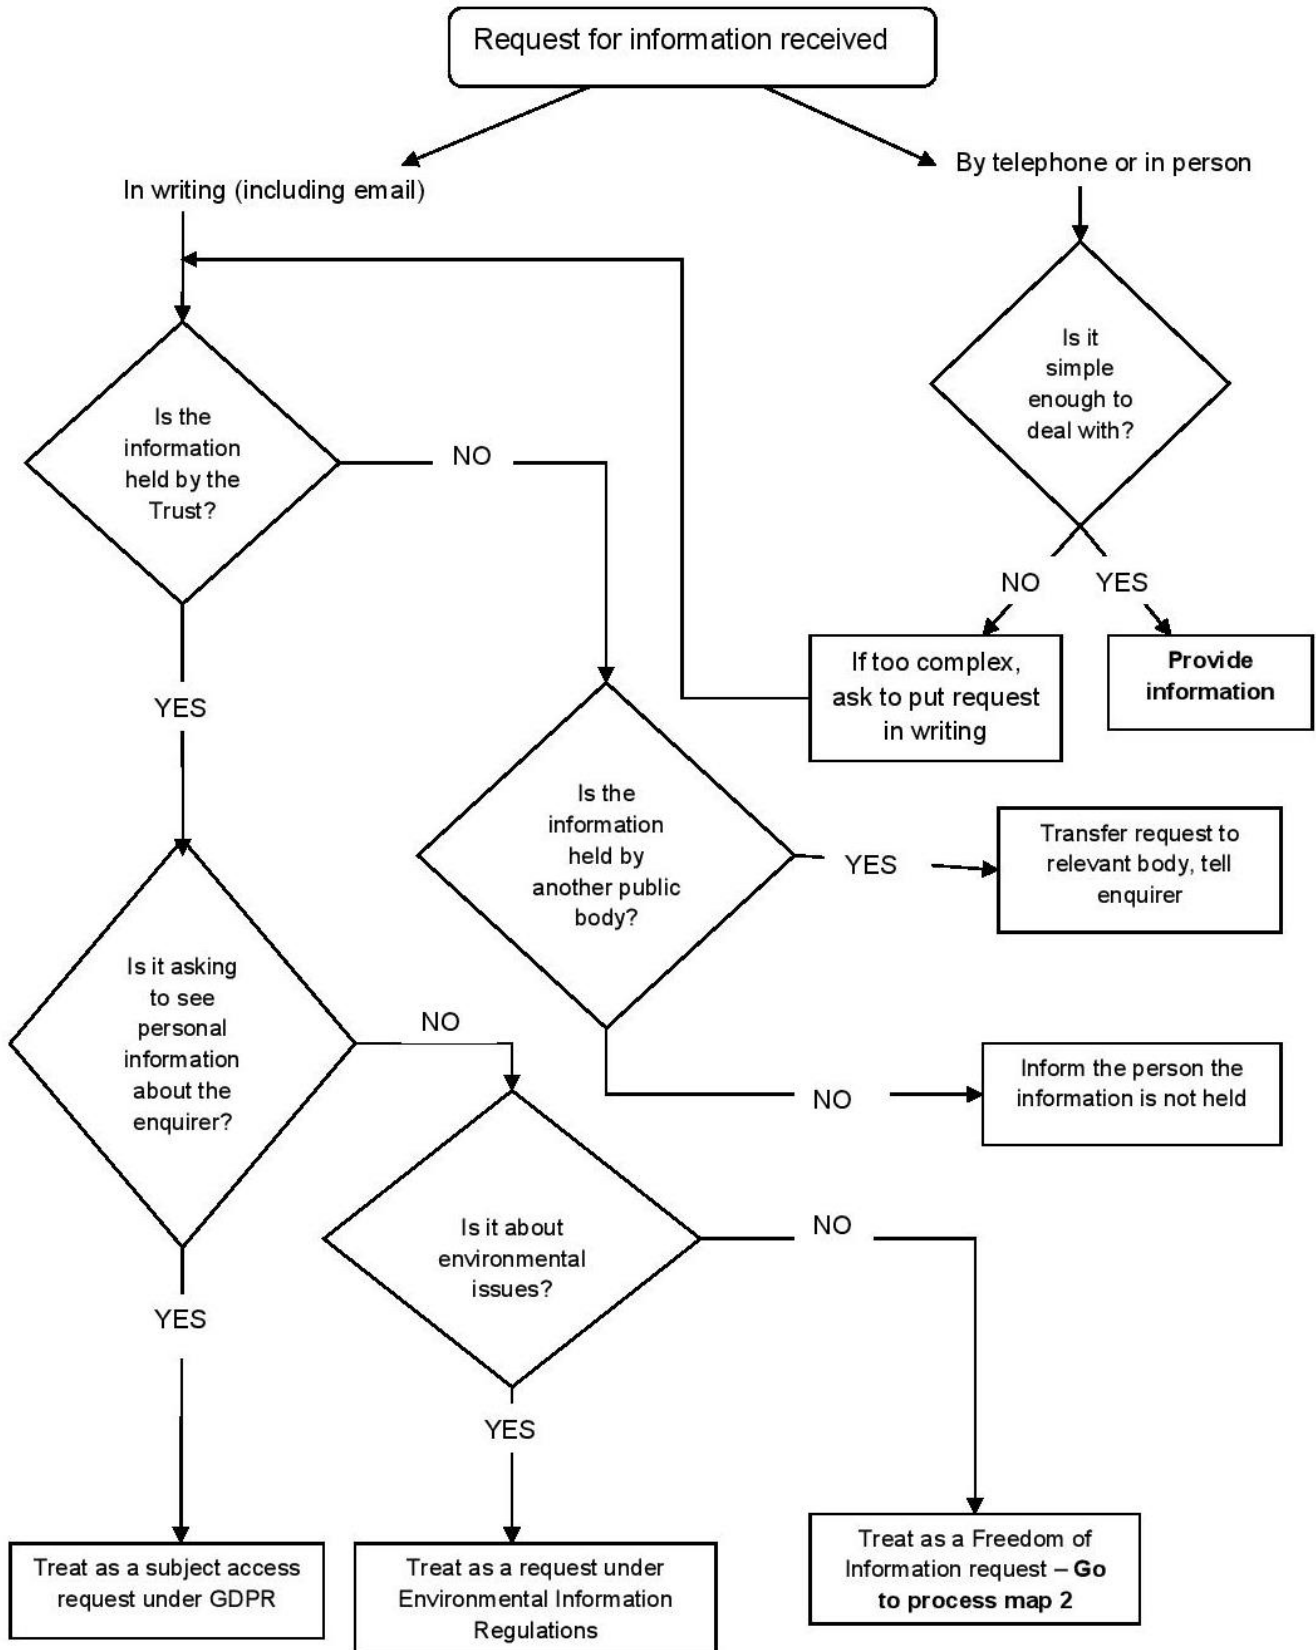 Request for information received
By telephone or in person
In writing (including email)
Is it
simple
enough to
deal with?
Is the
information
held by the
Trust?
NO
NO
YES
If too complex,
ask to put request
in writing
Provide
information
YES
Is the
information
held by
another public
body?
YES
Transfer request to
relevant body, tell
enquirer
Is it asking
to see
personal
information
about the
enquirer?
NO
NO
Inform the person the
information is not held
Is it about
environmental
issues?
NO
YES
YES
Treat as a subject access
request under GDPR
Treat as a request under
Environmental Information
Regulations
Treat as a Freedom of
Information request – Go
to process map 2